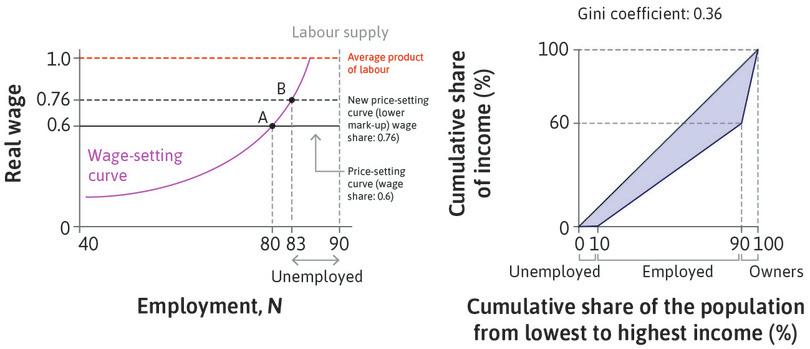 Labour supply
1.0
Average product
of labour
B
0.76
New price-setting
curve (lower
mark-up) wage
share: 0.76)
A
0.6
Wage-setting
curve
Price-setting
curve (wage
share: 0.6)
0
40
80
83
90
Unemployed
Real wage
Employment, N
Gini coefficient: 0.36
100
60
0
0
10
90
100
Unemployed
Employed
Owners
Cumulative share
of income (%)
Cumulative share of the population
from lowest to highest income (%)